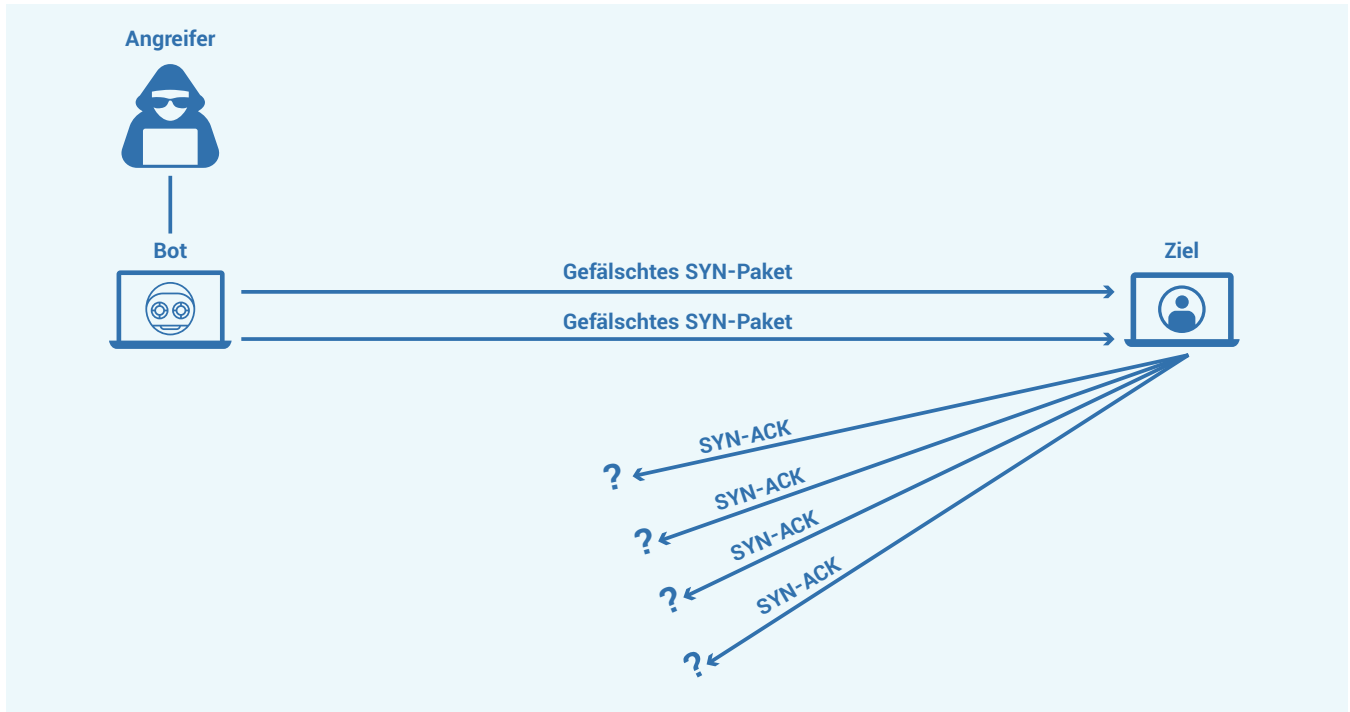 Angreifer
Bot
Ziel
Gefälschtes SYN-Paket
Gefälschtes SYN-Paket
SYN-ACK
?
SYN-ACK
?
SYN-ACK
?
SYN-ACK
?